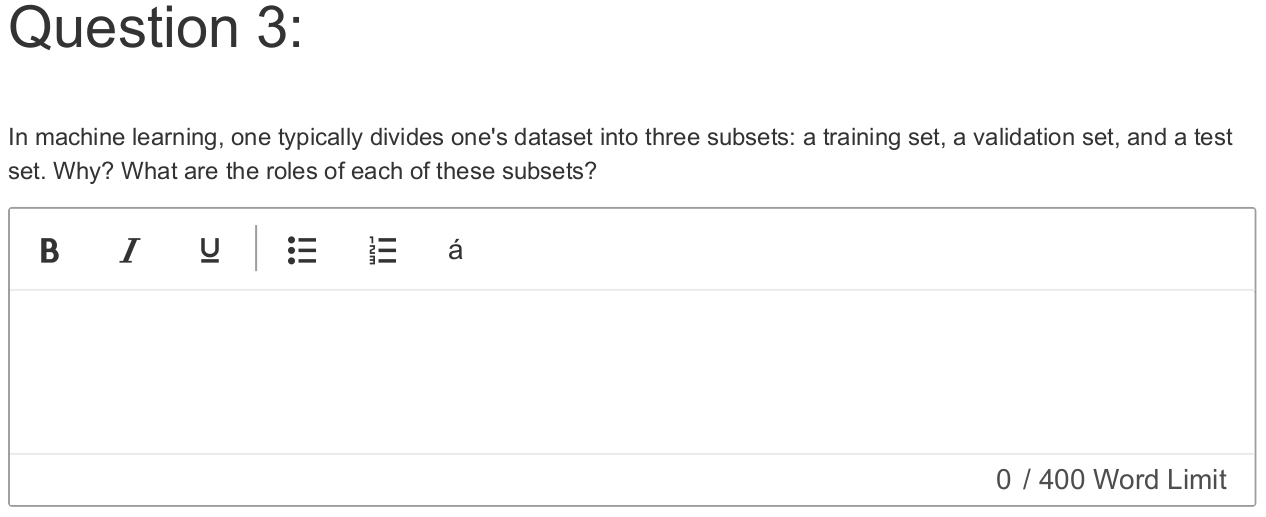 Question 3:
In machine learning, one typically divides one's dataset into three subsets: a training set, a validation set, and a test
set. Why? What are the roles of each of these subsets?
B I U á
0 / 400 Word Limit